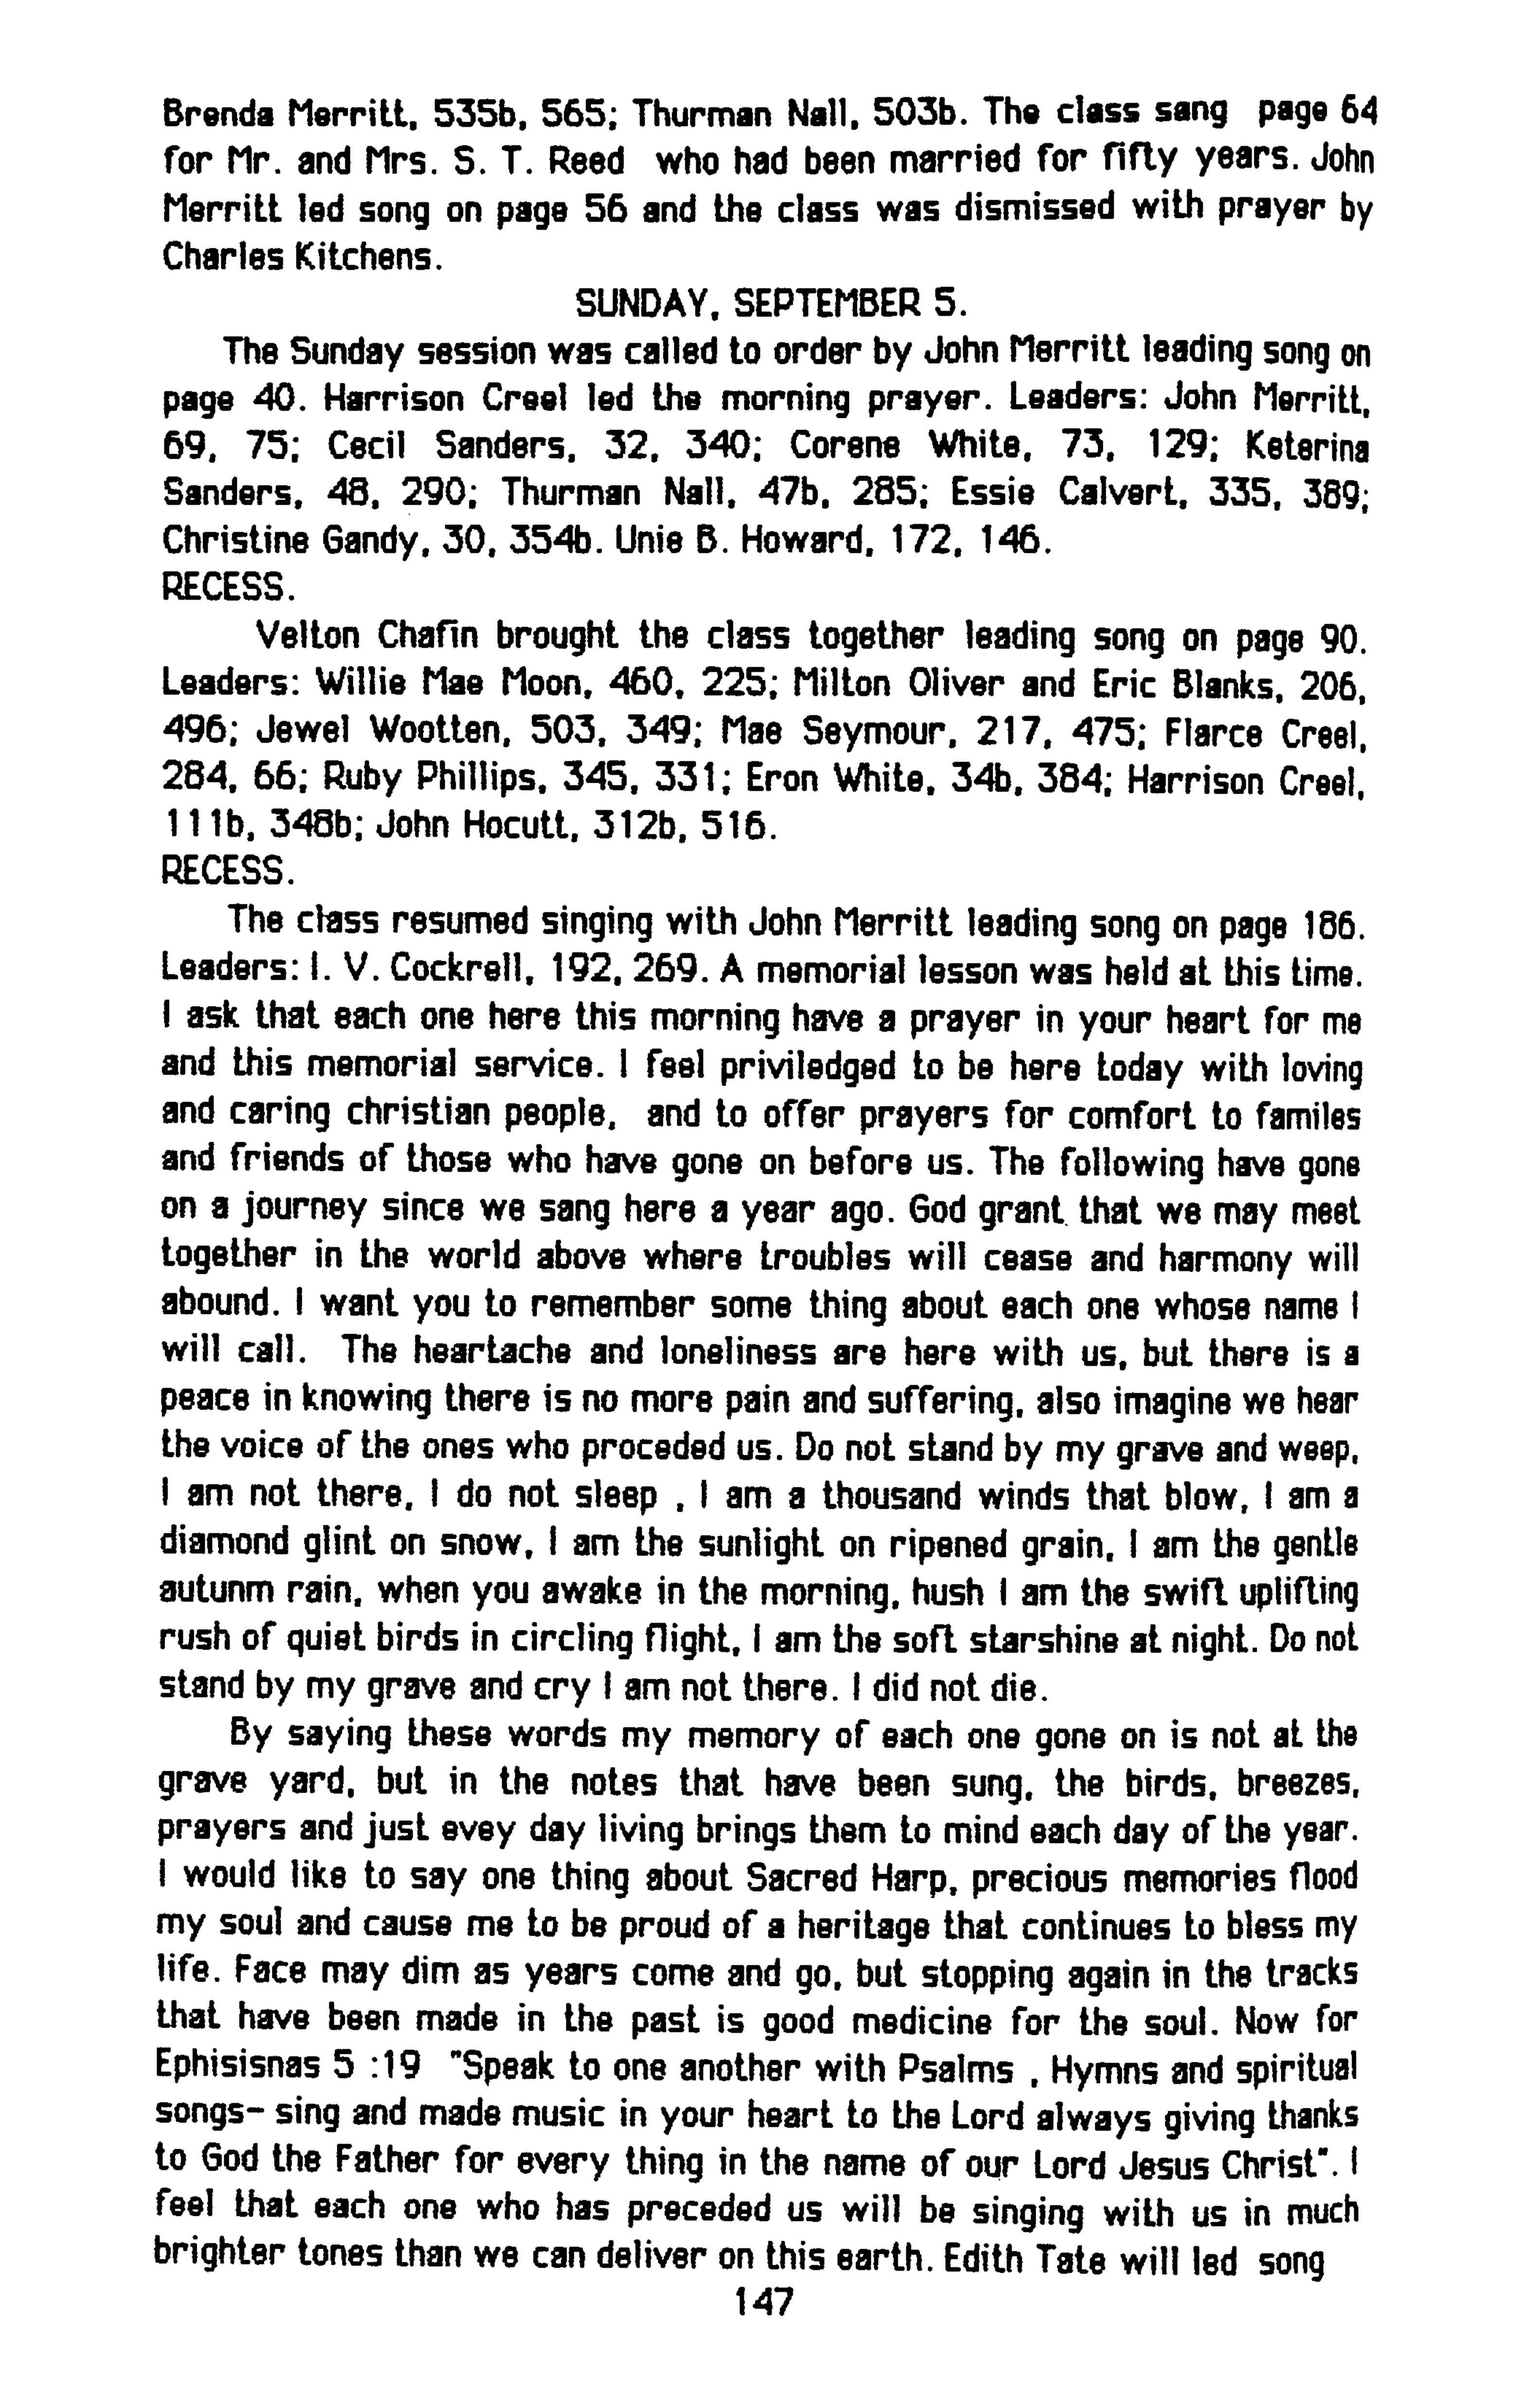 Brenda Merritt, 535b, 565; Thurman Nall, 503b. The class sang page 64
for Mr. and Mrs. S. T. Reed who had been married for fifty years. John
Merritt led song on page 56 and the class was dismissed with prayer by
Charles Kitchens.
SUNDAY, SEPTEMBER 5.
The Sunday session was called to order by John Merritt leading song on
page 40. Harrison Creel led the morning prayer. Leaders: John Merritt,
69, 75; Cecil Sanders, 32, 340; Corene White, 73, 129; Keterina
Sanders, 48, 290; Thurman Nall, 47b, 285; Essie Calvert, 335, 389;
Christine Gandy, 30, 354b. Unie B. Howard, 172, 146.
RECESS.
Velton Chafin brought the class together leading song on page 90.
Leaders: Willie Mae Moon, 460, 225; Milton Oliver and Eric Blanks, 206,
496; Jewel Wootten, 503, 349; Mae Seymour, 217, 475; Flarce Creel,
284, 66; Ruby Phillips, 345, 331; Eron White, 34b, 384; Harrison Creel,
111b, 348b; John Hocutt, 312b, 516.
RECESS.
The class resumed singing with John Merritt leading song on page 186.
Leaders: I. V. Cockrell, 192, 269. A memorial lesson was held at this time.
I ask that each one here this morning have a prayer in your heart for me
and this memorial service. I feel priviledged to be here today with loving
and caring christian people, and to offer prayers for comfort to familes
and friends of those who have gone on before us. The following have gone
on a journey since we sang here a year ago. God grant that we may meet
together in the world above where troubles will cease and harmony will
abound. I want you to remember some thing about each one whose name I
will call. The heartache and loneliness are here with us, but there is a
peace in knowing there is no more pain and suffering, also imagine we hear
the voice of the ones who proceded us. Do not stand by my grave and weep,
I am not there, I do not sleep , I am a thousand winds that blow, I am a
diamond glint on snow, I am the sunlight on ripened grain, I am the gentle
autunm rain, when you awake in the morning, hush I am the swift uplifting
rush of quiet birds in circling flight, I am the soft starshine at night. Do not
stand by my grave and cry I am not there. I did not die.
By saying these words my memory of each one gone on is not at the
grave yard, but in the notes that have been sung, the birds, breezes,
prayers and just evey day living brings them to mind each day of the year.
I would like to say one thing about Sacred Harp, precious memories flood
my soul and cause me to be proud of a heritage that continues to bless my
life. Face may dim as years come and go, but stopping again in the tracks
that have been made in the past is good medicine for the soul. Now for
Ephisisnas 5 :19 "Speak to one another with Psalms , Hymns and spiritual
songs- sing and made music in your heart to the Lord always giving thanks
to God the Father for every thing in the name of our Lord Jesus Christ". I
feel that each one who has preceded us will be singing with us in much
brighter tones than we can deliver on this earth. Edith Tate will led song
147